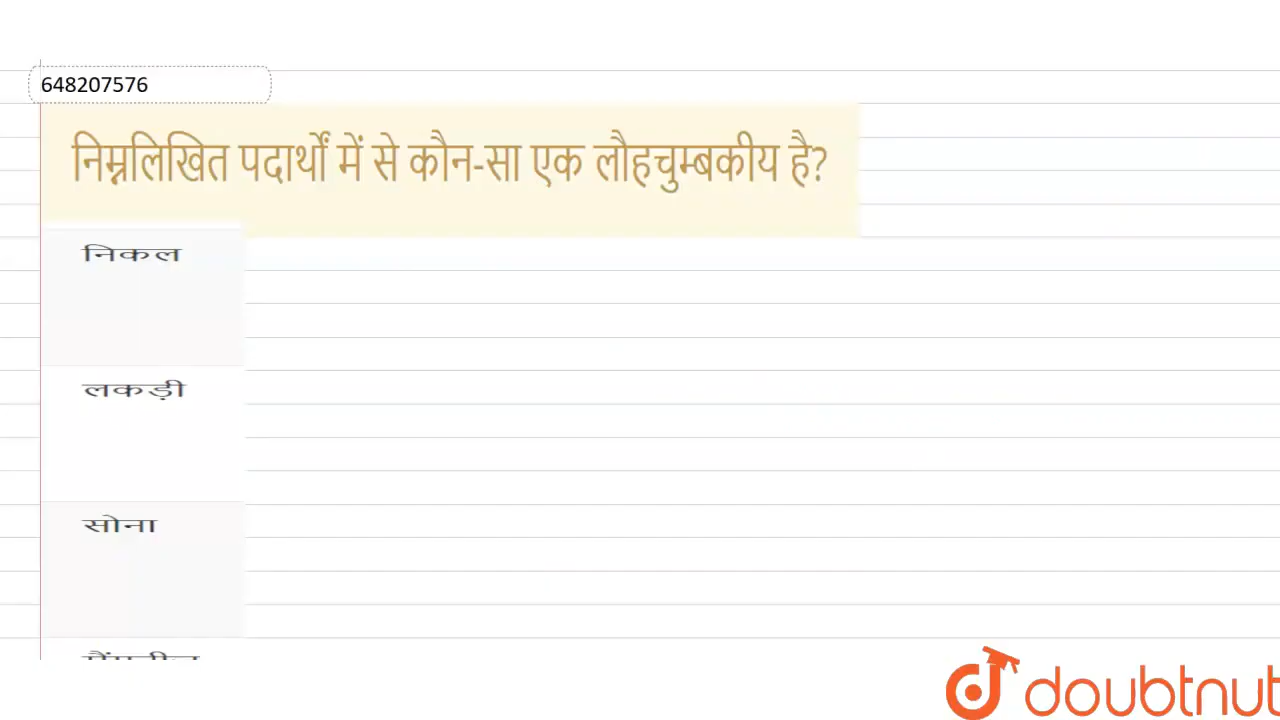 648207576
निम्नलिखित पदार्थों में से कौन-सा एक लौहचुम्बकीय है?
निकल
लकड़ी
सोना
doubtnut